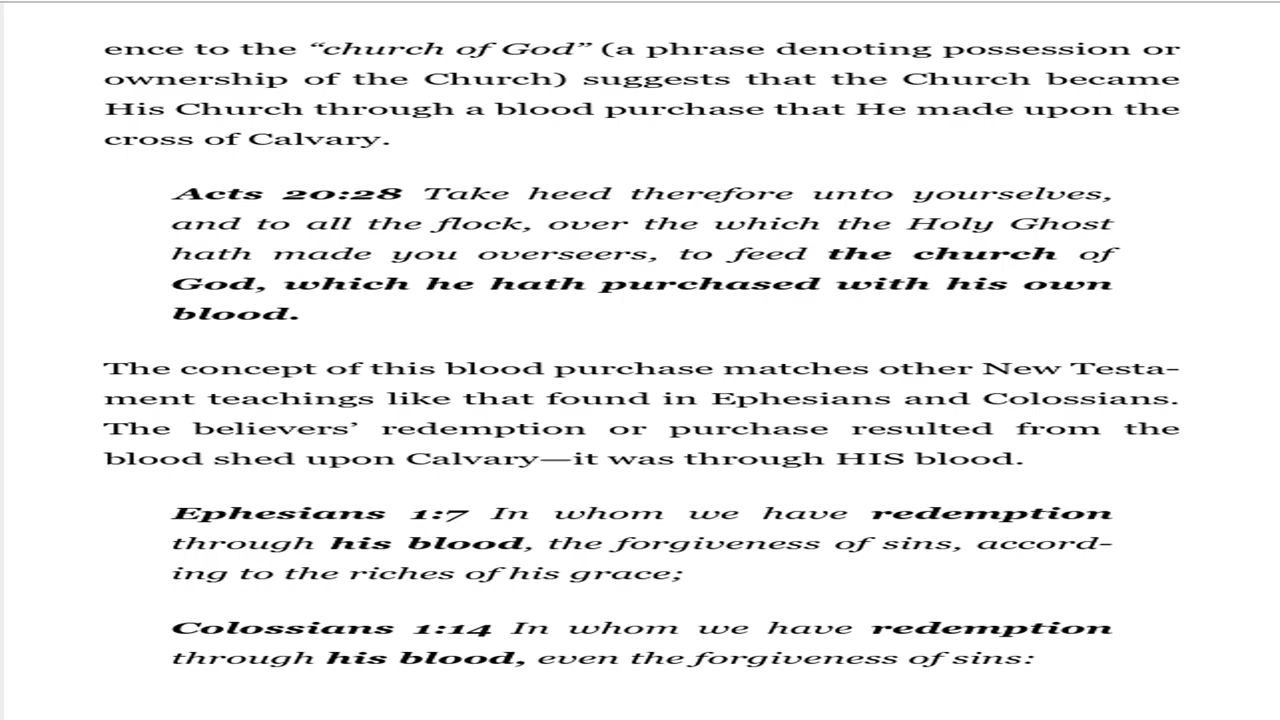 ence to the “church of God” (a phrase denoting possession or
ownership of the Church) suggests that the Church became
His Church through a blood purchase that He made upon the
cross of Calvary.
Acts 20:28 Take heed therefore unto yourselves,
and to all the flock, over the which the Holy Ghost
hath made you overseers, to feed the church of
God, which he hath purchased with his own
blood.
The concept of this blood purchase matches other New Testa-
ment teachings like that found in Ephesians and Colossians.
The believers’ redemption or purchase resulted from the
blood shed upon Calvary—it was through HIS blood.
Ephesians 1:7 In whom we have redemption
through his blood, the forgiveness of sins, accord-
ing to the riches of his grace;
Colossians 1:14 In whom we have redemption
through his blood, even the forgiveness of sins: